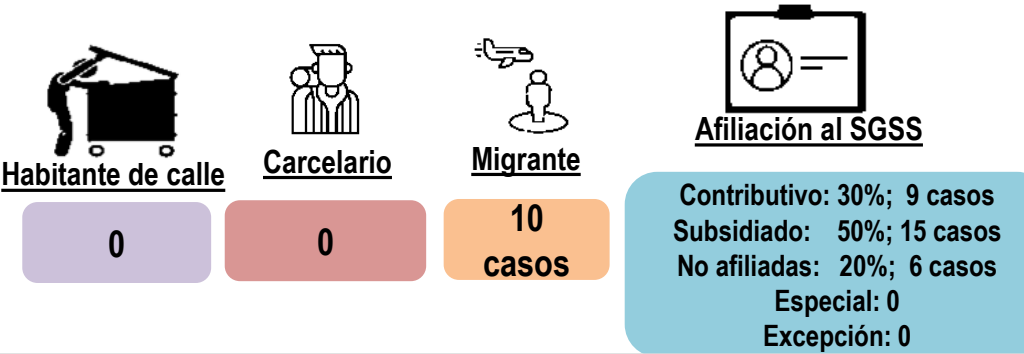 Habitante de calle
0
Carcelario
0
Migrante
10
casos
Afiliación al SGSS
Contributivo: 30%; 9 casos
Subsidiado: 50%; 15 casos
No afiliadas: 20%; 6 casos
Especial: 0
Excepción: 0